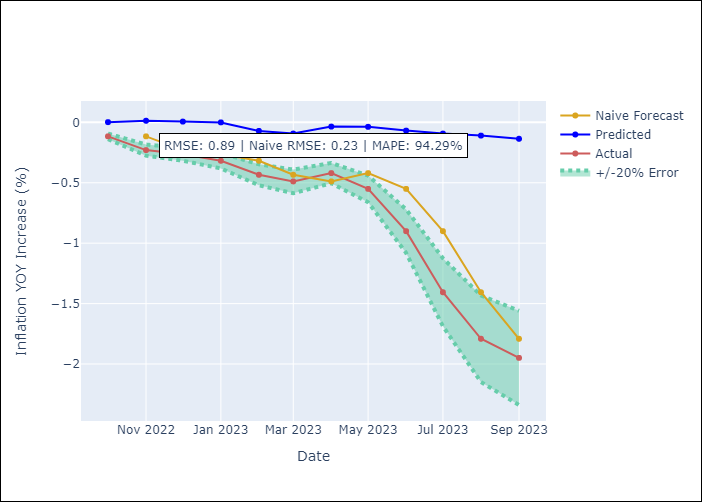 Naive Forecast
Predicted
Actual
+/-20% Error
RMSE: 0.89 | Naive RMSE: 0.23 | MAPE: 94.29%
Inflation YOY Increase (%)
0
−0.5
−1
−1.5
−2
Nov 2022 Jan 2023 Mar 2023 May 2023 Jul 2023 Sep 2023
Date